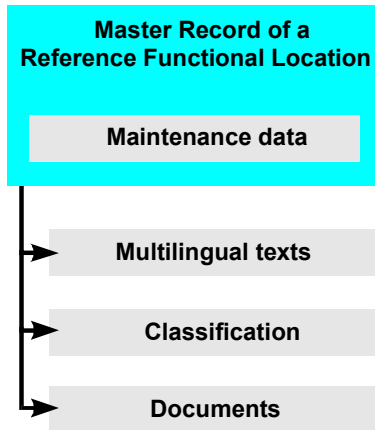 Master Record of a
Reference Functional Location
Maintenance data
Multilingual texts
Classification
Documents